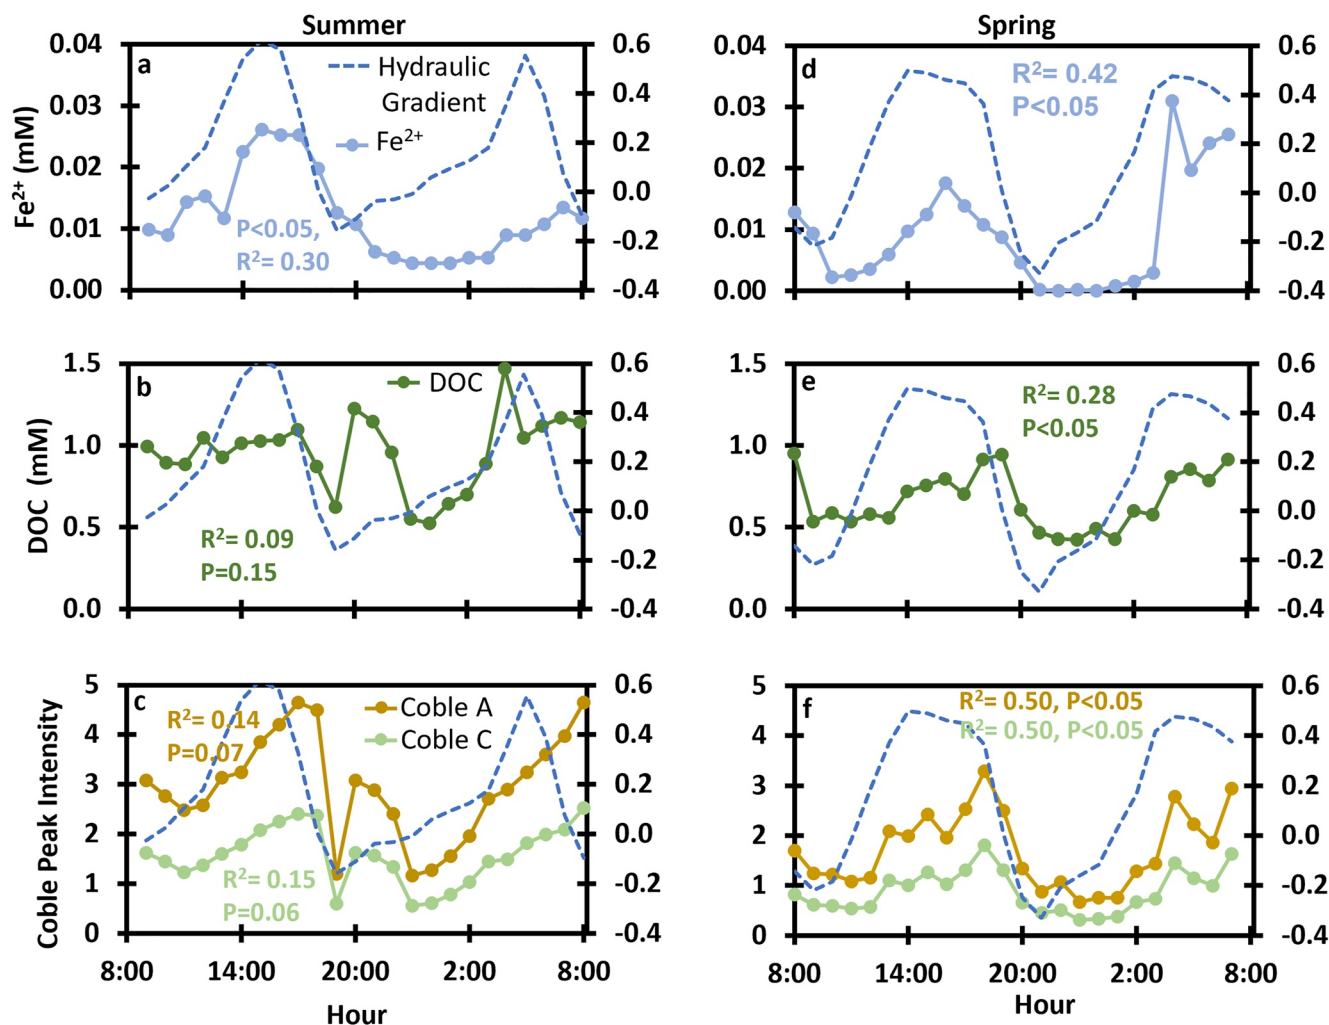 Summer
Spring
0.04
0.03
0.02
0.01
0.00
Fe2+ (mM)
a
Hydraulic
Gradient
Fe2+
P<0.05,
R2= 0.30
0.6
0.4
0.2
0.0
-0.2
-0.4
0.04
0.03
0.02
0.01
0.00
d
R2= 0.42
P<0.05
0.6
0.4
0.2
0.0
-0.2
-0.4
1.5
1.0
0.5
0.0
DOC (mM)
b
DOC
R2= 0.09
P=0.15
0.6
0.4
0.2
0.0
-0.2
-0.4
1.5
1.0
0.5
0.0
e
R2= 0.28
P<0.05
0.6
0.4
0.2
0.0
-0.2
-0.4
5
4
3
2
1
0
Coble Peak Intensity
c
Coble A
Coble C
R2= 0.14
P=0.07
R2= 0.15
P=0.06
0.6
0.4
0.2
0.0
-0.2
-0.4
8:00 14:00 20:00 2:00 8:00
Hour
5
4
3
2
1
0
f
R2= 0.50, P<0.05
R2= 0.50, P<0.05
0.6
0.4
0.2
0.0
-0.2
-0.4
8:00 14:00 20:00 2:00 8:00
Hour